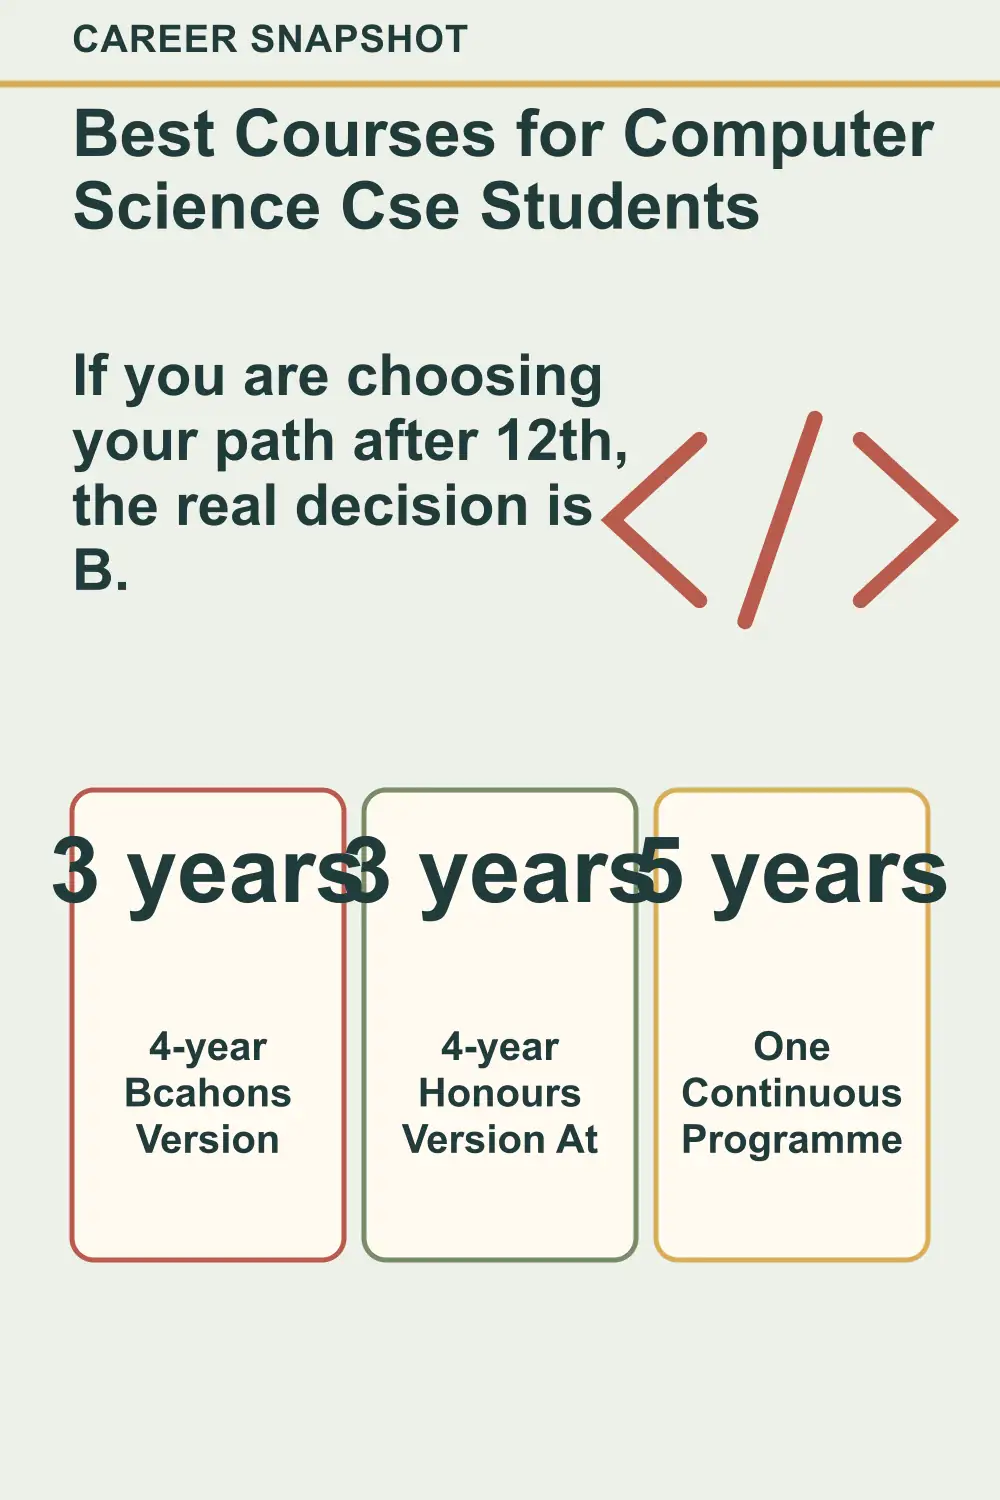 CAREER SNAPSHOT
Best Courses for Computer
Science Cse Students
If you are choosing
your path after 12th,
the real decision is
B.
3 years
3 years
5 years
4-year
Bcahons
Version
4-year
Honours
Version At
One
Continuous
Programme